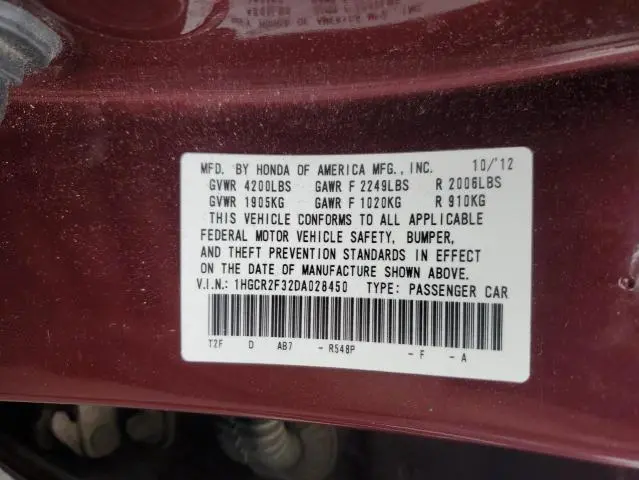 MFD. BY HONDA OF AMERICA MFG., INC. 10/'12
GVWR 4200LBS GAWR F 2249LBS R 2006LBS
GVWR 1905KG GAWR F 1020KG R 910KG
THIS VEHICLE CONFORMS TO ALL APPLICABLE
FEDERAL MOTOR VEHICLE SAFETY, BUMPER,
AND THEFT PREVENTION STANDARDS IN EFFECT
ON THE DATE OF MANUFACTURE SHOWN ABOVE.
V.I.N.: 1HGCR2F32DA028450 TYPE: PASSENGER CAR
T2F D AB7 - R548P - F - A